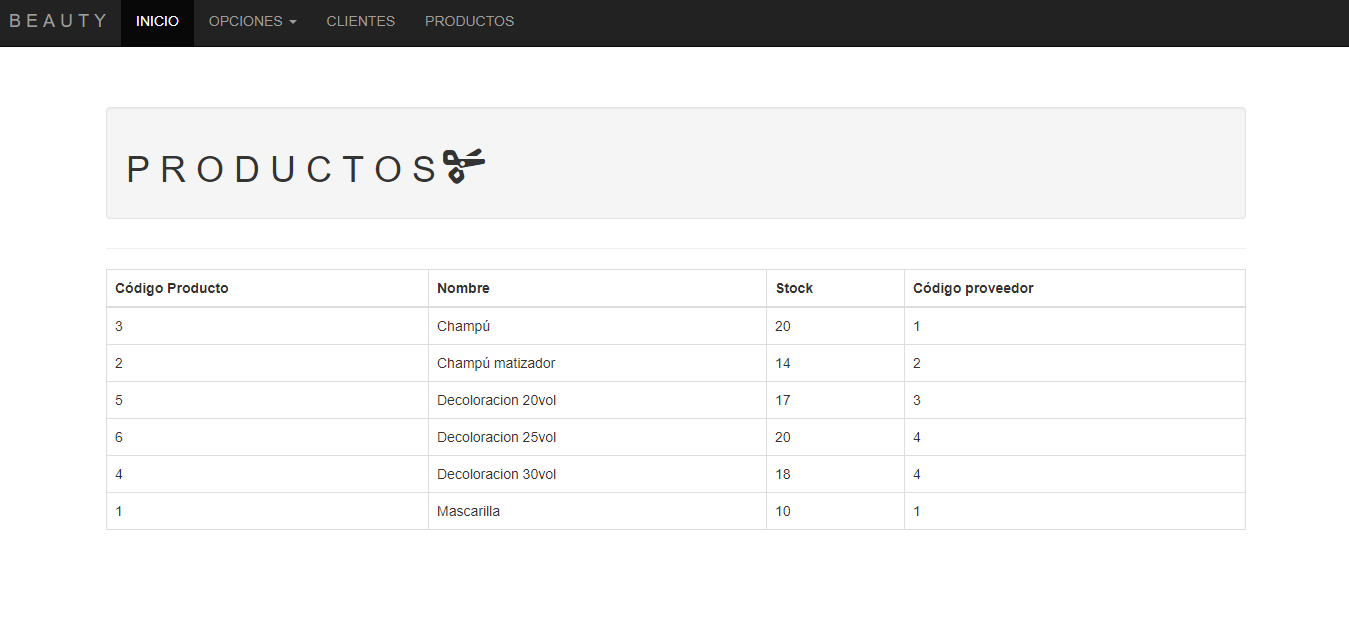 BEAUTY INICIO OPCIONES CLIENTES PRODUCTOS
PRODUCTOS
Código Producto Nombre Stock Código proveedor
3 Champú 20 1
2 Champú matizador 14 2
5 Decoloracion 20vol 17 3
6 Decoloracion 25vol 20 4
4 Decoloracion 30vol 18 4
1 Mascarilla 10 1